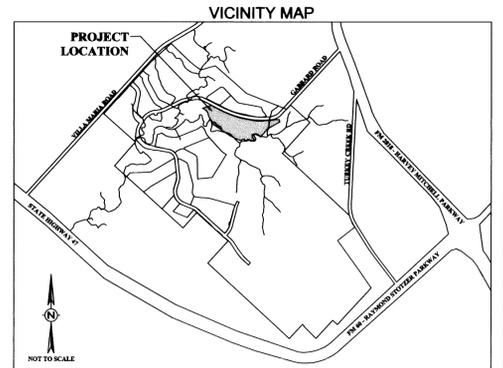 VICINITY MAP
PROJECT
LOCATION
VILLA MARIA ROAD
GABBARD ROAD
TURKEY CREEK RD
FM 2818 - HARVEY MITCHELL PARKWAY
STATE HIGHWAY 47
FM 60 - RAYMOND STOTZER PARKWAY
N
NOT TO SCALE